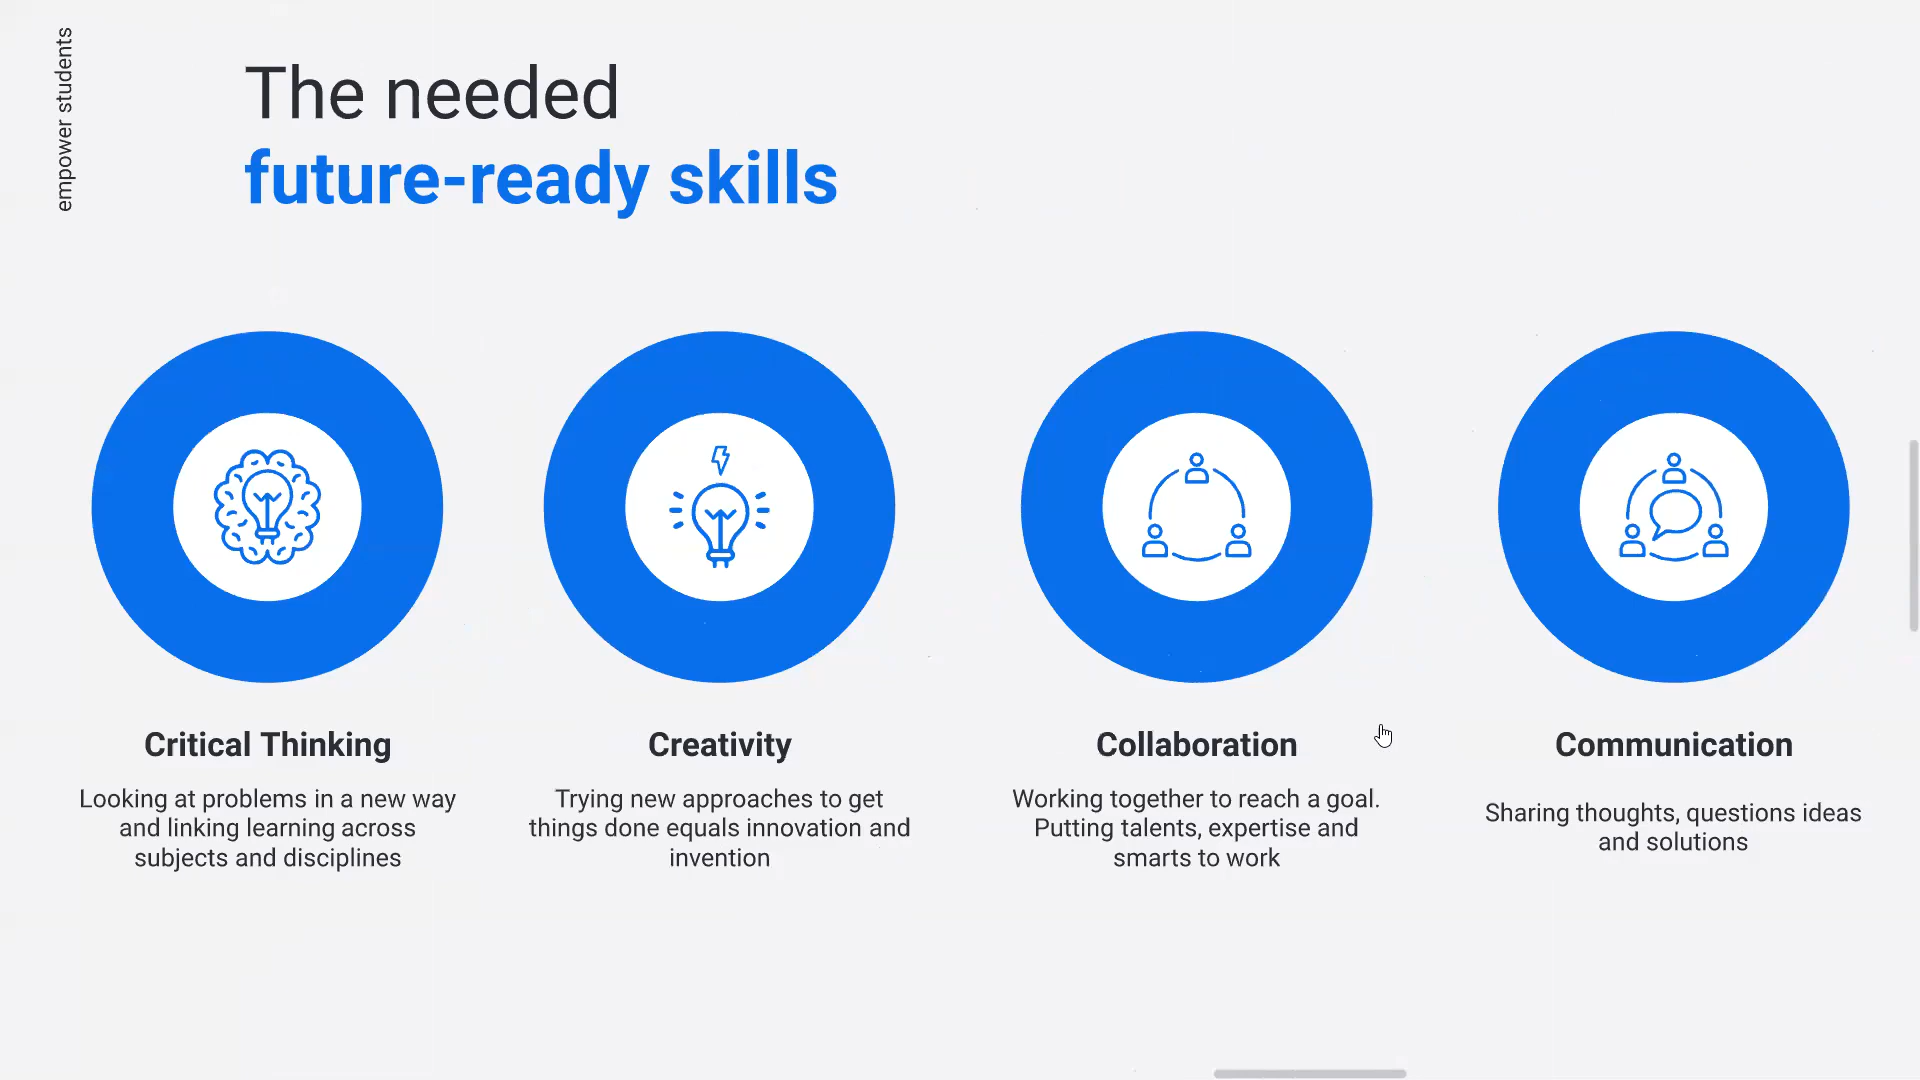 empower students
The needed
future-ready skills
Critical Thinking
Looking at problems in a new way
and linking learning across
subjects and disciplines
Creativity
Trying new approaches to get
things done equals innovation and
invention
Collaboration
Working together to reach a goal.
Putting talents, expertise and
smarts to work
Communication
Sharing thoughts, questions ideas
and solutions